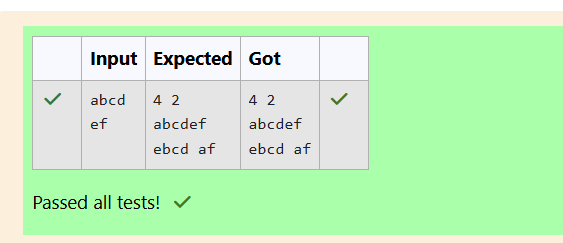 Input Expected Got
abcd 4 2 4 2
ef abcdef abcdef
ebcd af ebcd af
Passed all tests!